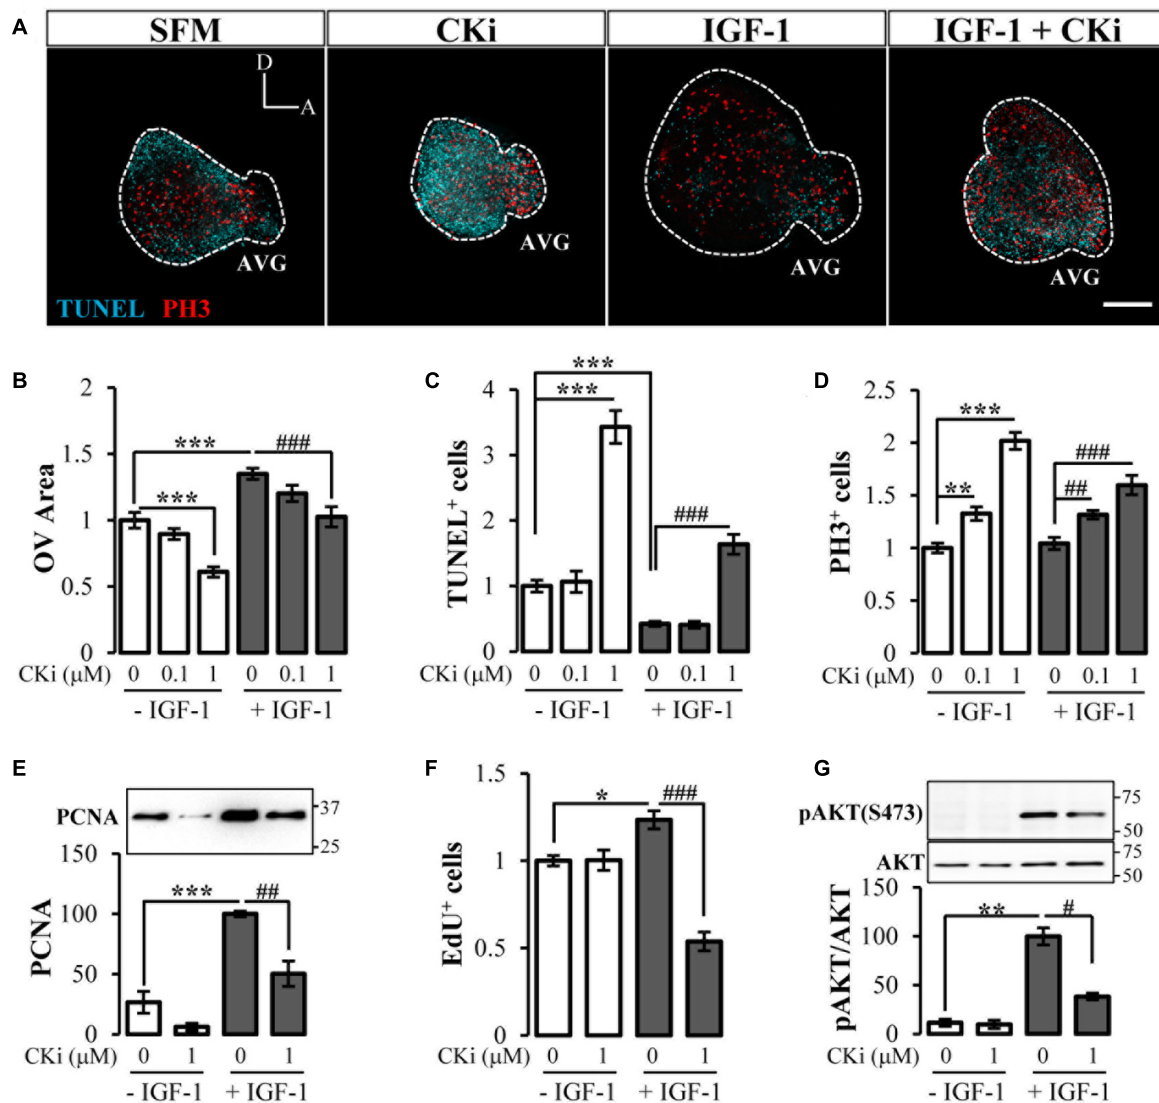 A
SFM CKi IGF-1 IGF-1 + CKi
D
A
AVG AVG AVG AVG
TUNEL PH3
B
OV Area
2
1.5
1
0.5
0
*** *** ###
CKi (µM) 0 0.1 1 0 0.1 1
- IGF-1 + IGF-1
C
TUNEL+ cells
4
3
2
1
0
*** *** ###
CKi (µM) 0 0.1 1 0 0.1 1
- IGF-1 + IGF-1
D
PH3+ cells
2.5
2
1.5
1
0.5
0
*** ** ### ##
CKi (µM) 0 0.1 1 0 0.1 1
- IGF-1 + IGF-1
E
PCNA
37
25
PCNA
150
100
50
0
*** ##
CKi (µM) 0 1 0 1
- IGF-1 + IGF-1
F
EdU+ cells
1.5
1
0.5
0
* ###
CKi (µM) 0 1 0 1
- IGF-1 + IGF-1
G
pAKT(S473)
75
50
AKT
75
50
pAKT/AKT
150
100
50
0
** #
CKi (µM) 0 1 0 1
- IGF-1 + IGF-1